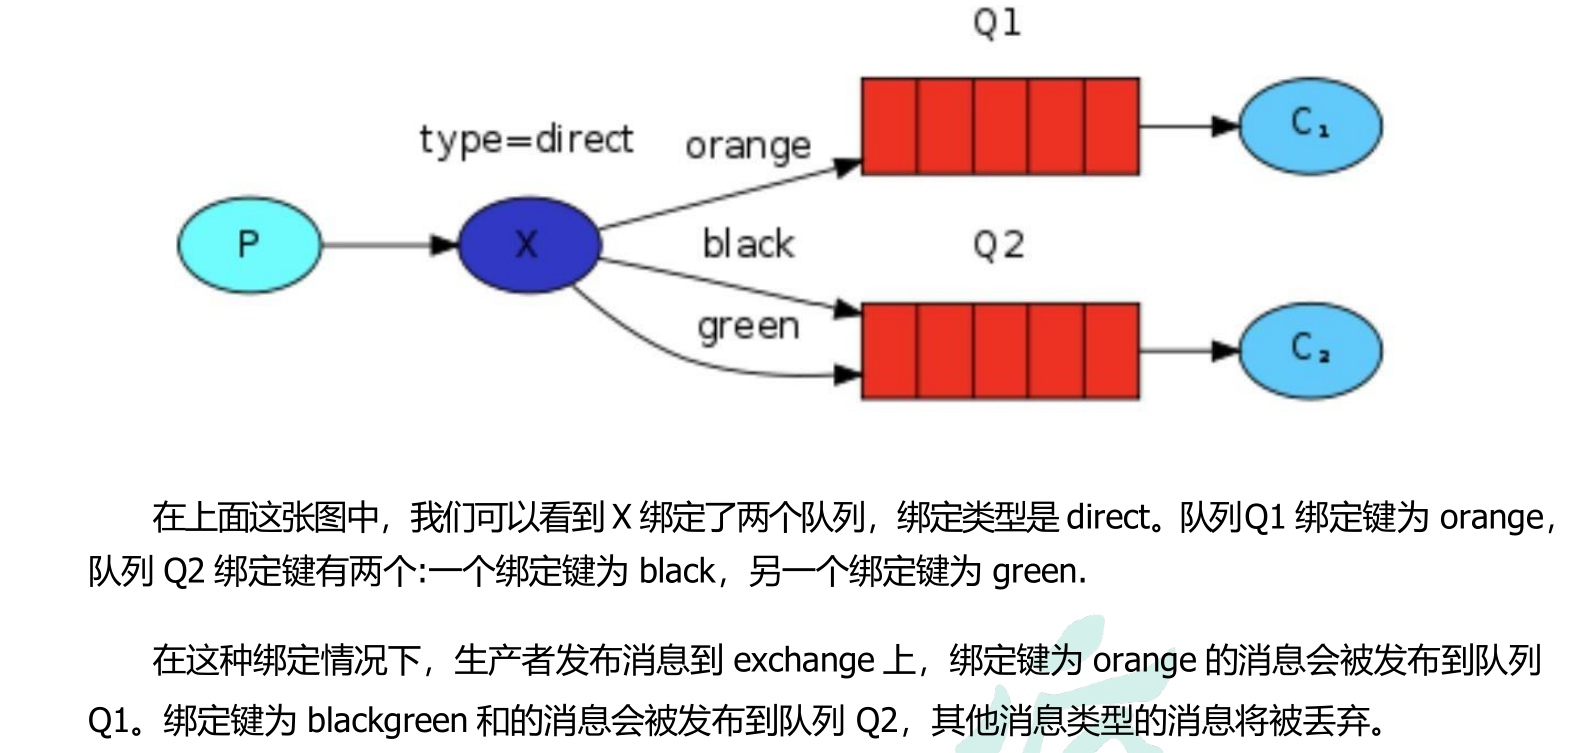 Q1
type=direct
orange
C₁
P
X
black
Q2
green
C₂
在上面这张图中，我们可以看到 X 绑定了两个队列，绑定类型是 direct。队列Q1 绑定键为 orange，
队列 Q2 绑定键有两个:一个绑定键为 black，另一个绑定键为 green.
在这种绑定情况下，生产者发布消息到 exchange 上，绑定键为 orange 的消息会被发布到队列
Q1。绑定键为 blackgreen 和的消息会被发布到队列 Q2，其他消息类型的消息将被丢弃。